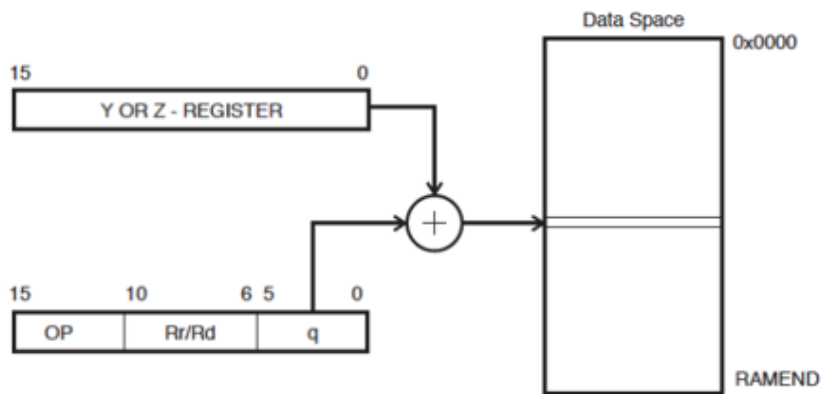 Data Space
0x0000
15 0
Y OR Z - REGISTER
+
15 10 6 5 0
OP Rr/Rd q
RAMEND